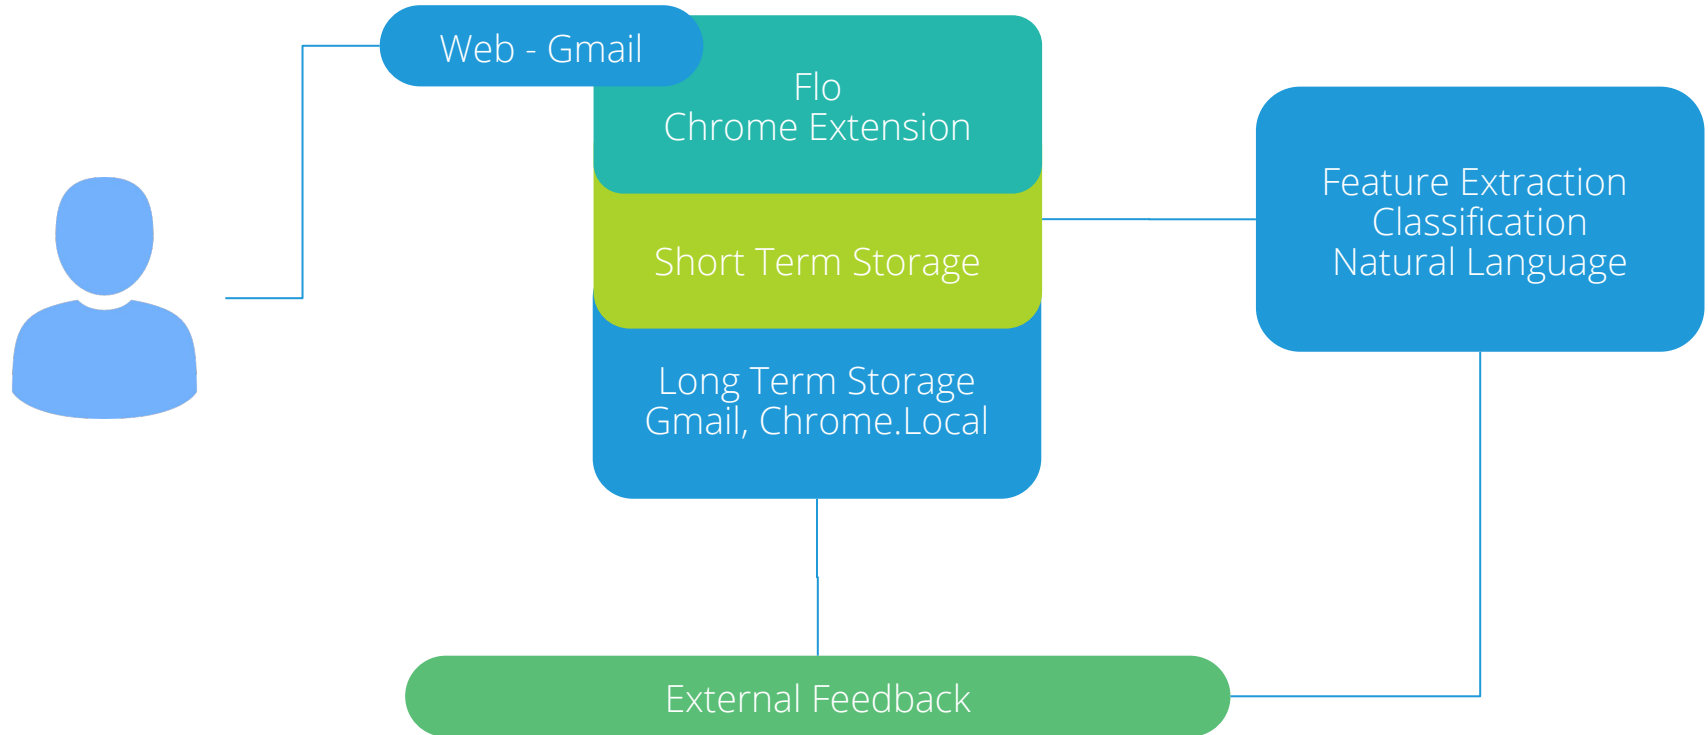 Web - Gmail
Flo
Chrome Extension
Short Term Storage
Long Term Storage
Gmail, Chrome.Local
Feature Extraction
Classification
Natural Language
External Feedback